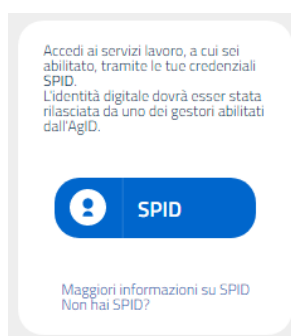 Accedi ai servizi lavoro, a cui sei
abilitato, tramite le tue credenziali
SPID.
L'identità digitale dovrà esser stata
rilasciata da uno dei gestori abilitati
dall'AgID.
SPID
Maggiori informazioni su SPID
Non hai SPID?